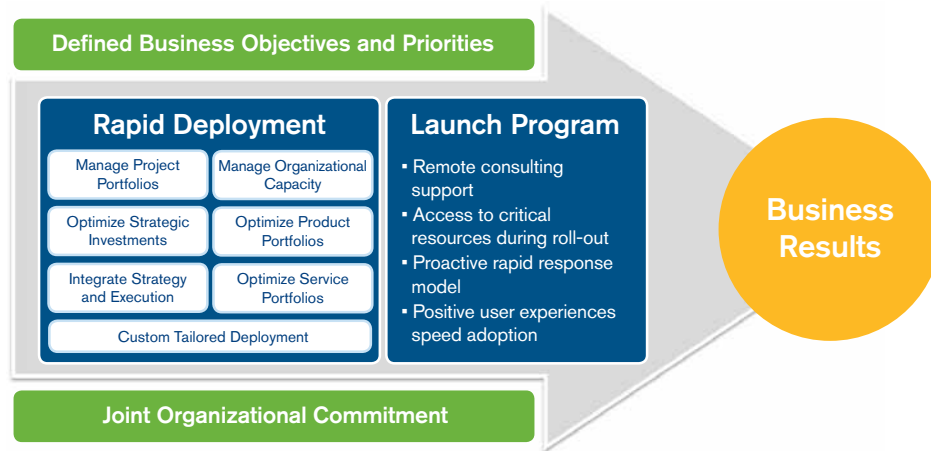 Defined Business Objectives and Priorities
Rapid Deployment
Manage Project
Portfolios
Manage Organizational
Capacity
Optimize Strategic
Investments
Optimize Product
Portfolios
Integrate Strategy
and Execution
Optimize Service
Portfolios
Custom Tailored Deployment
Launch Program
▪ Remote consulting
support
▪ Access to critical
resources during roll-out
▪ Proactive rapid response
model
▪ Positive user experiences
speed adoption
Business
Results
Joint Organizational Commitment